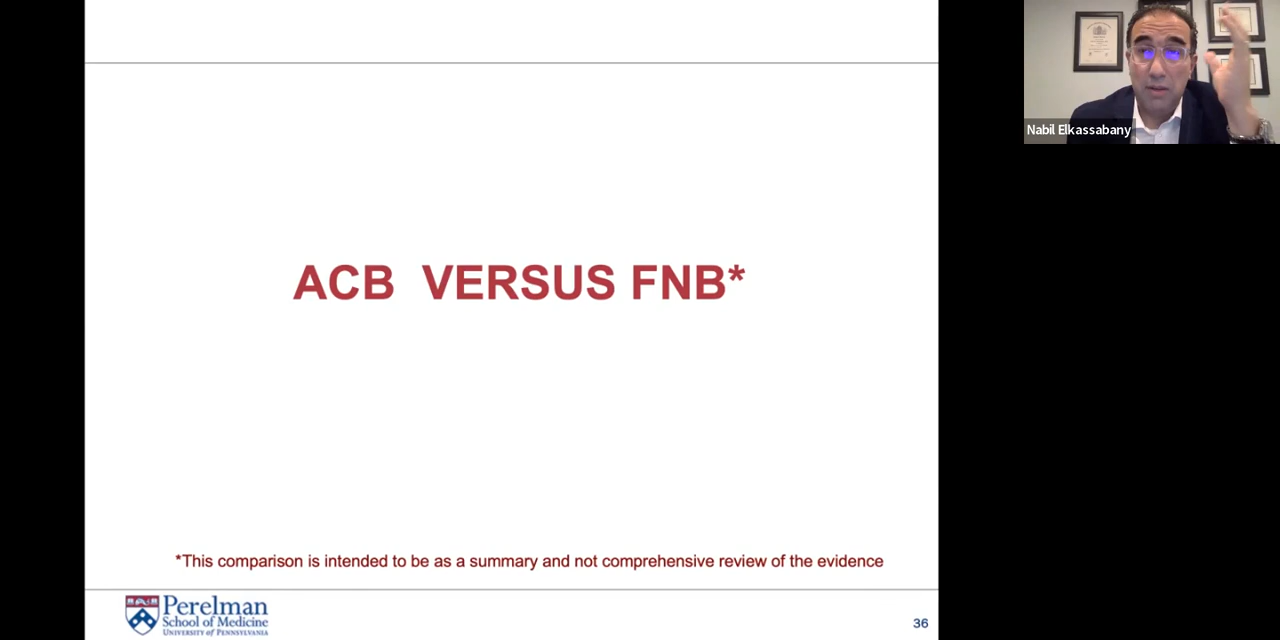 Nabil Elkassabany
ACB VERSUS FNB*
*This comparison is intended to be as a summary and not comprehensive review of the evidence
Perelman
School of Medicine
UNIVERSITY of PENNSYLVANIA
36